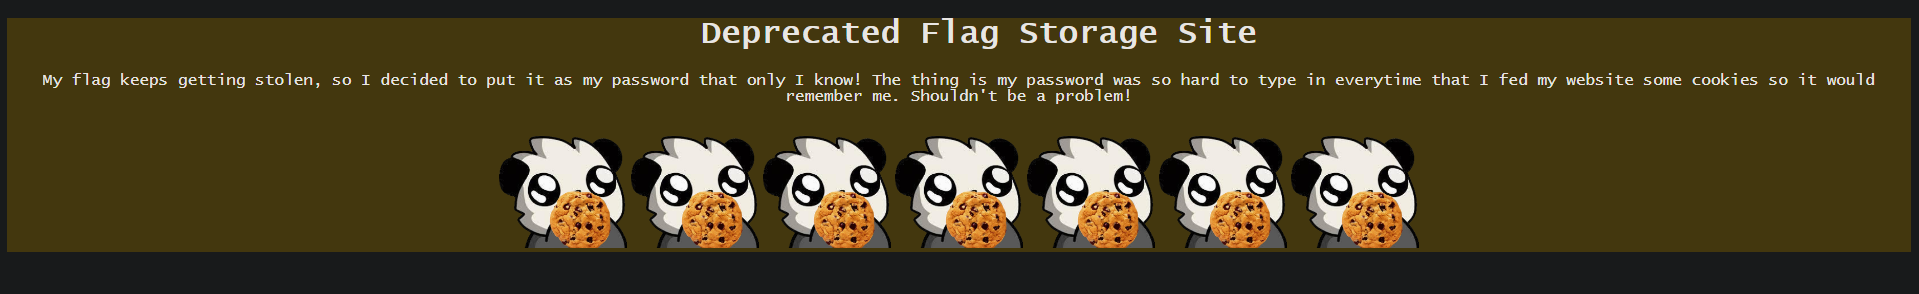 Deprecated Flag Storage Site
My flag keeps getting stolen, so I decided to put it as my password that only I know! The thing is my password was so hard to type in everytime that I fed my website some cookies so it would
remember me. Shouldn't be a problem!